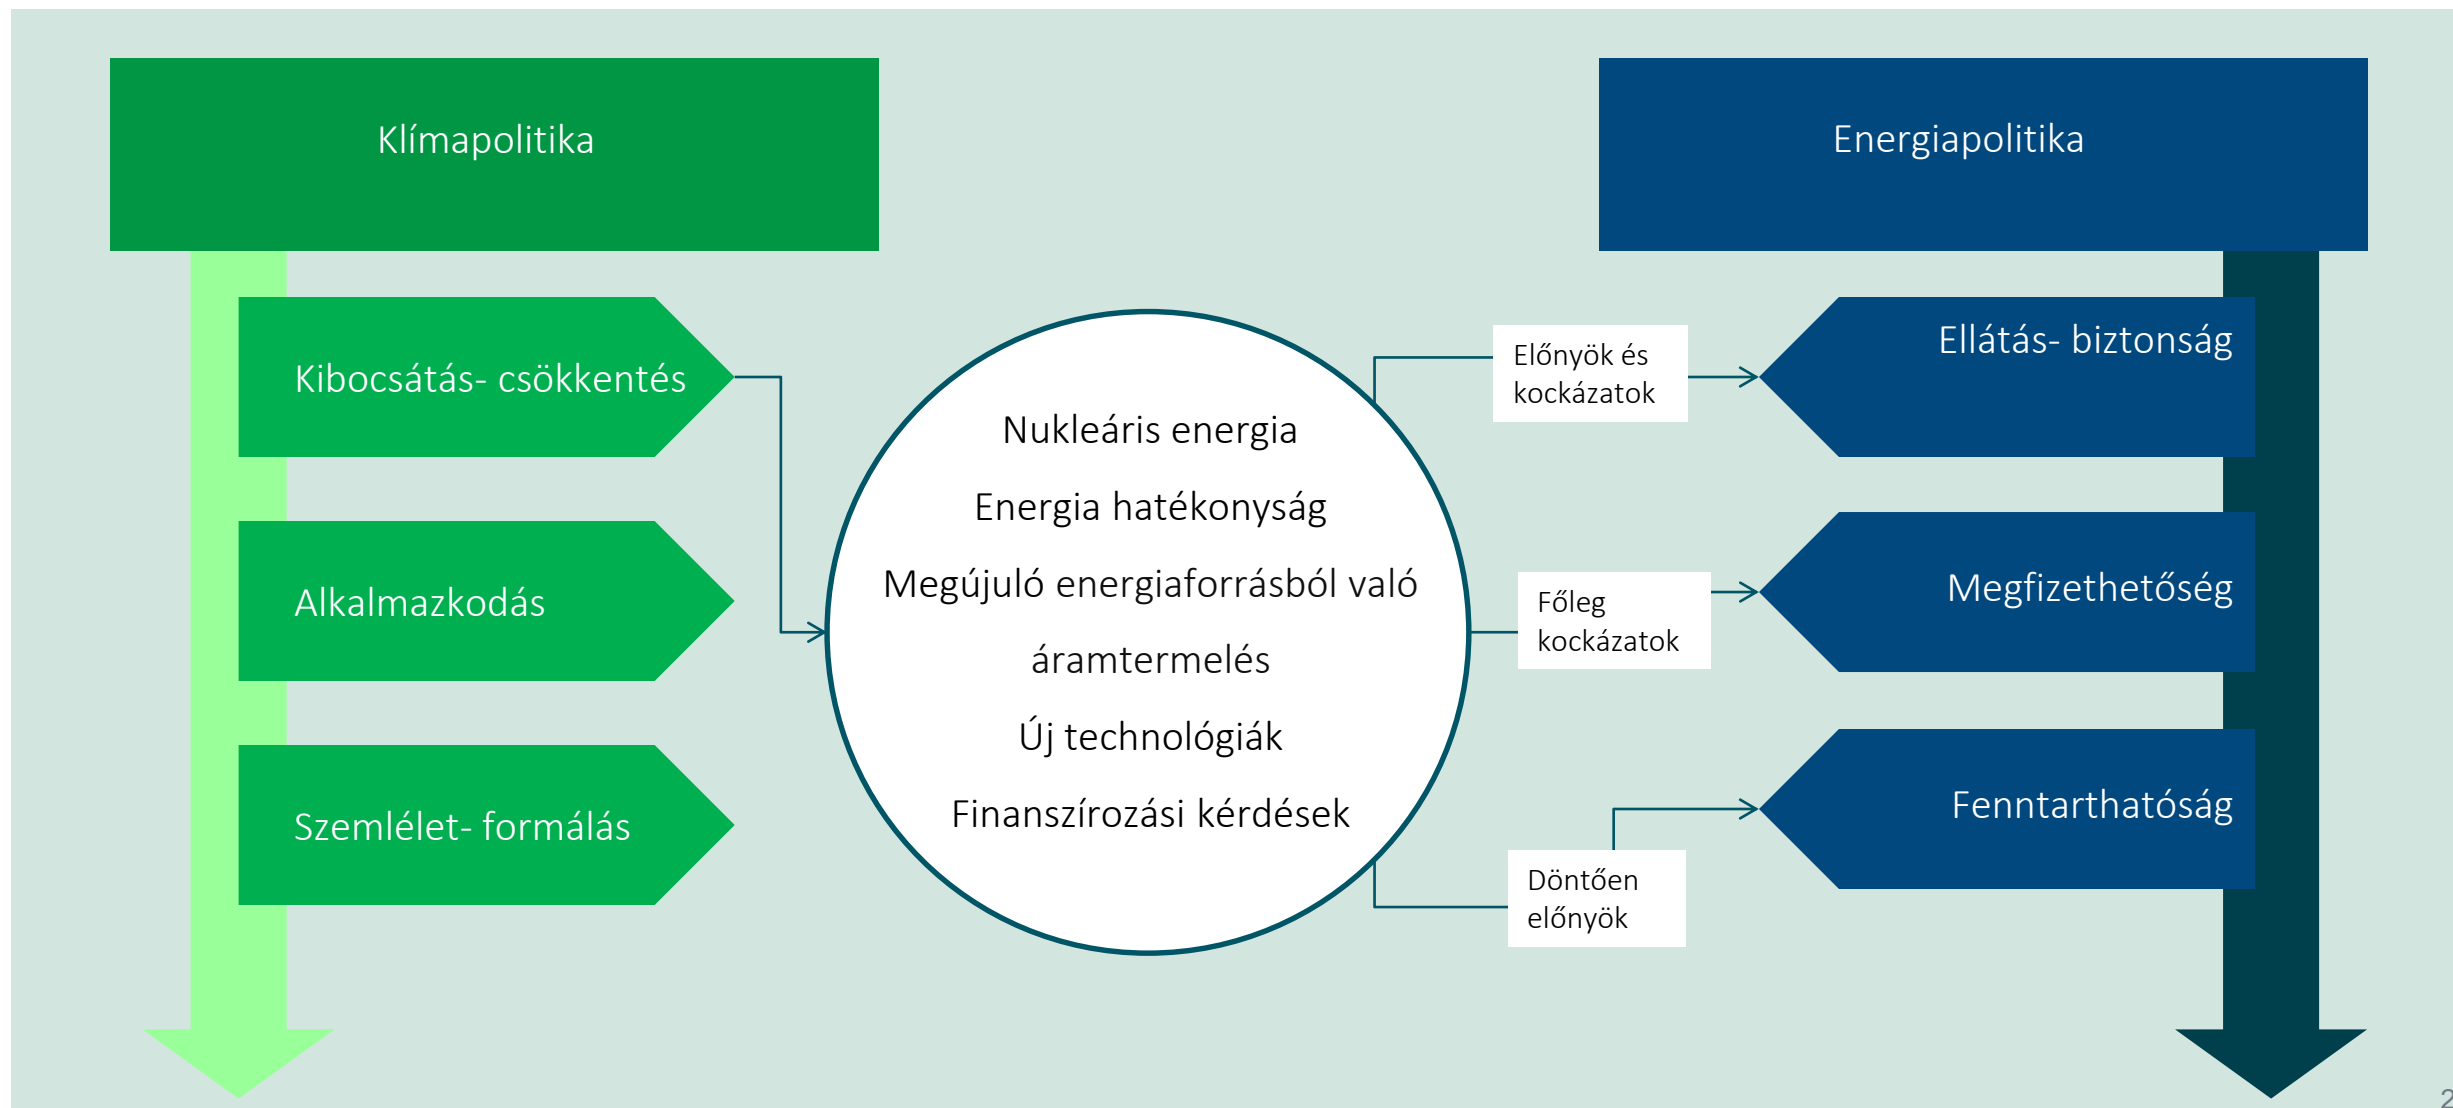 Klímapolitika
Energiapolitika
Kibocsátás- csökkentés
Alkalmazkodás
Szemlélet- formálás
Nukleáris energia
Energia hatékonyság
Megújuló energiaforrásból való
áramtermelés
Új technológiák
Finanszírozási kérdések
Előnyök és
kockázatok
Főleg
kockázatok
Döntően
előnyök
Ellátás- biztonság
Megfizethetőség
Fenntarthatóság
2